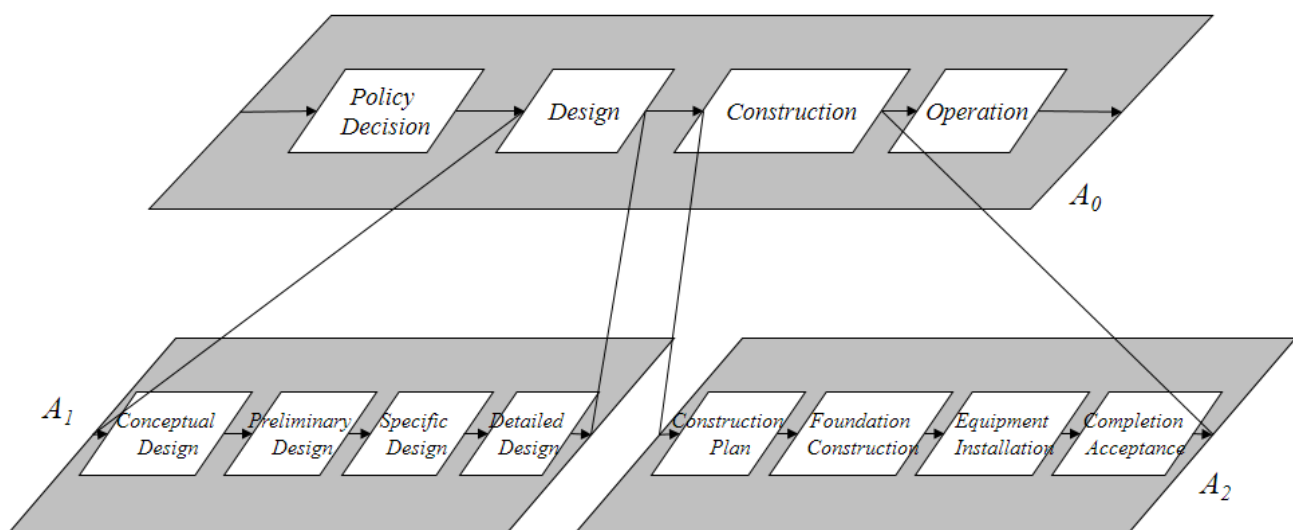 Policy
Decision
Design
Construction
Operation
A0
A1
Conceptual
Design
Preliminary
Design
Specific
Design
Detailed
Design
Construction
Plan
Foundation
Construction
Equipment
Installation
Completion
Acceptance
A2